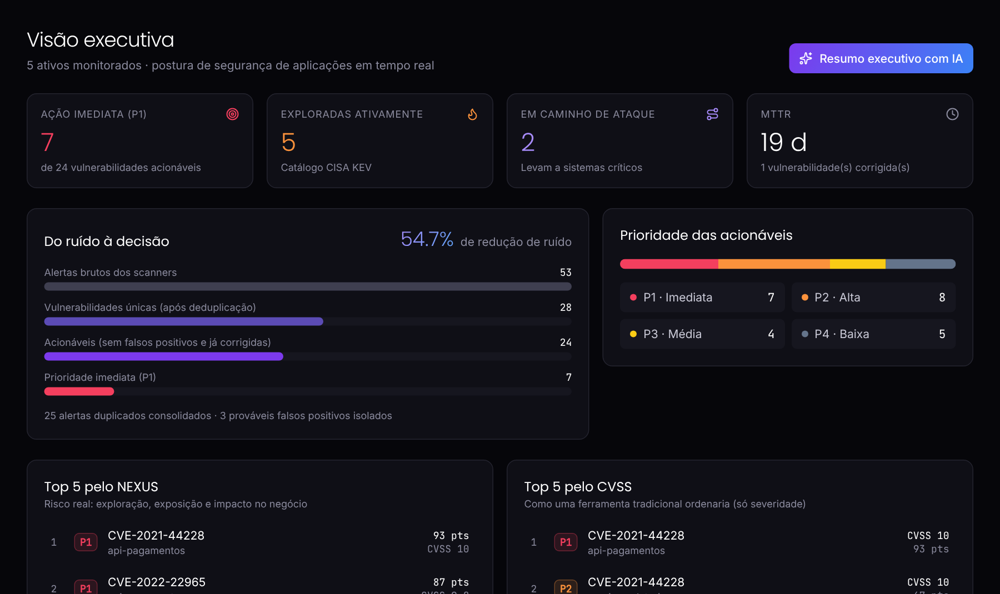 Visão executiva
5 ativos monitorados · postura de segurança de aplicações em tempo real
Resumo executivo com IA
AÇÃO IMEDIATA (P1)
7
de 24 vulnerabilidades acionáveis
EXPLORADAS ATIVAMENTE
5
Catálogo CISA KEV
EM CAMINHO DE ATAQUE
2
Levam a sistemas críticos
MTTR
19 d
1 vulnerabilidade(s) corrigida(s)
Do ruído à decisão
54.7% de redução de ruído
Alertas brutos dos scanners 53
Vulnerabilidades únicas (após deduplicação) 28
Acionáveis (sem falsos positivos e já corrigidas) 24
Prioridade imediata (P1) 7
25 alertas duplicados consolidados · 3 prováveis falsos positivos isolados
Prioridade das acionáveis
P1 · Imediata 7
P2 · Alta 8
P3 · Média 4
P4 · Baixa 5
Top 5 pelo NEXUS
Risco real: exploração, exposição e impacto no negócio
1 P1 CVE-2021-44228 93 pts
api-pagamentos CVSS 10
2 P1 CVE-2022-22965 87 pts
Top 5 pelo CVSS
Como uma ferramenta tradicional ordenaria (só severidade)
1 P1 CVE-2021-44228 CVSS 10
api-pagamentos 93 pts
2 P2 CVE-2021-44228 CVSS 10